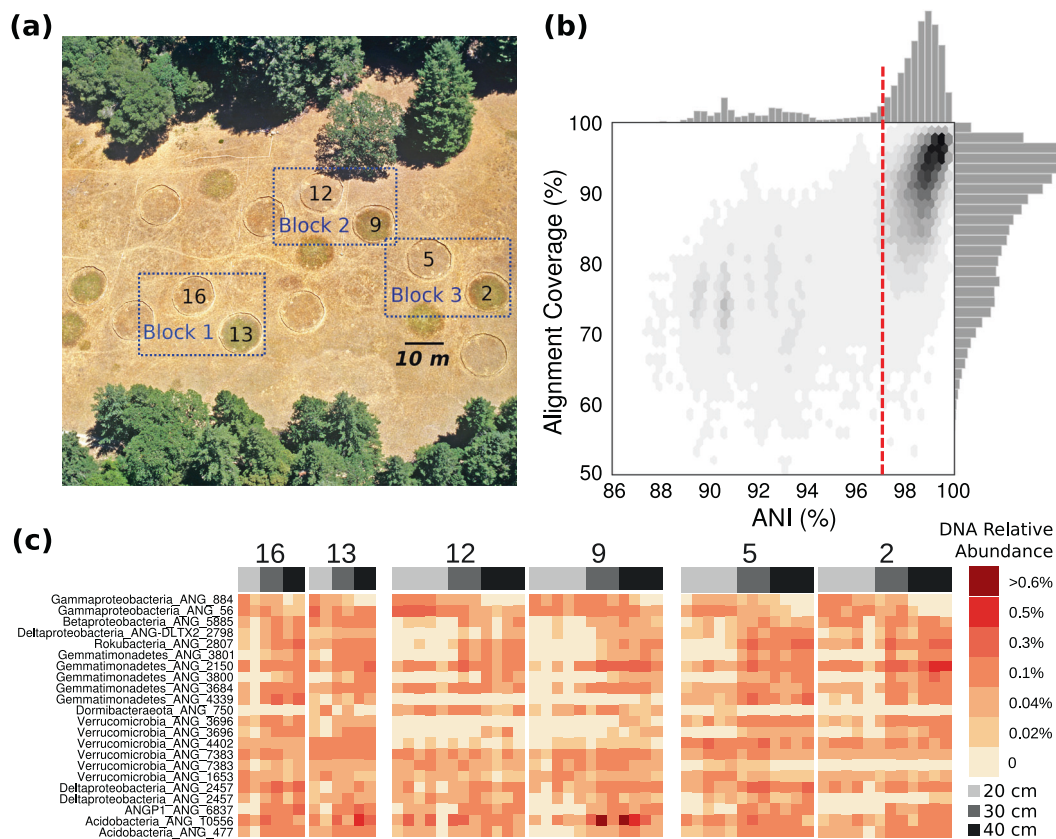 (a)
12
Block 2
9
5
Block 3
2
16
Block 1
13
10 m
(b)
Alignment Coverage (%)
100
90
80
70
60
50
86 88 90 92 94 96 98 100
ANI (%)
(c)
16 13 12 9 5 2
Gammaproteobacteria_ANG_884
Gammaproteobacteria_ANG_56
Betaproteobacteria_ANG_5885
Deltaproteobacteria_ANG-DLTX2_2798
Rokubacteria_ANG_2807
Gemmatimonadetes_ANG_3801
Gemmatimonadetes_ANG_2150
Gemmatimonadetes_ANG_3800
Gemmatimonadetes_ANG_3684
Gemmatimonadetes_ANG_4339
Dormibacteraeota_ANG_750
Verrucomicrobia_ANG_3696
Verrucomicrobia_ANG_3696
Verrucomicrobia_ANG_4402
Verrucomicrobia_ANG_7383
Verrucomicrobia_ANG_7383
Verrucomicrobia_ANG_1653
Deltaproteobacteria_ANG_2457
Deltaproteobacteria_ANG_2457
ANGP1_ANG_6837
Acidobacteria_ANG_10556
Acidobacteria_ANG_477
DNA Relative
Abundance
>0.6%
0.5%
0.3%
0.1%
0.04%
0.02%
0
20 cm
30 cm
40 cm